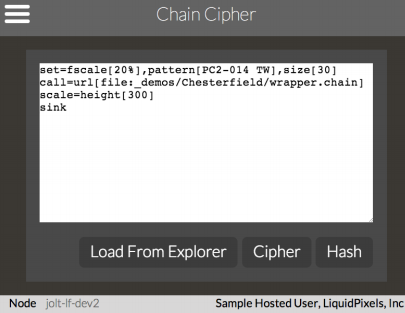 Chain Cipher
set=fscale[20%],pattern[PC2-014 TW],size[30]
call=url[file:_demos/Chesterfield/wrapper.chain]
scale=height[300]
sink
Load From Explorer Cipher Hash
Node jolt-lf-dev2 Sample Hosted User, LiquidPixels, Inc